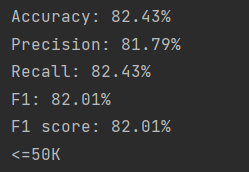 Accuracy: 82.43%
Precision: 81.79%
Recall: 82.43%
F1: 82.01%
F1 score: 82.01%
<=50K